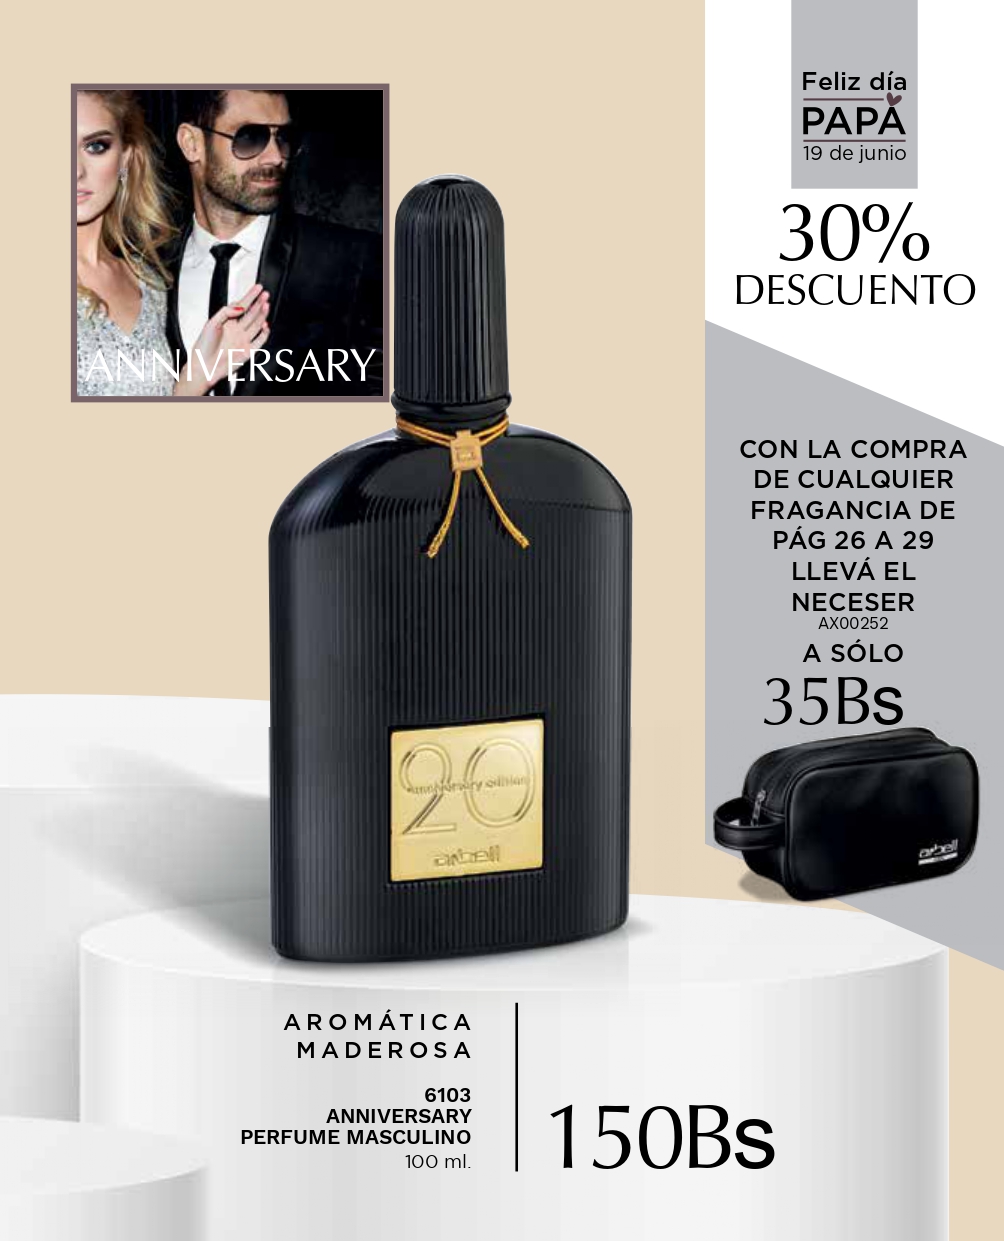 Feliz día
PAPÁ
19 de junio
30%
DESCUENTO
ANNIVERSARY
CON LA COMPRA
DE CUALQUIER
FRAGANCIA DE
PÁG 26 A 29
LLEVÁ EL
NECESER
AX00252
A SÓLO
35Bs
20
anniversary edition
arbell
arbell
AROMÁTICA
MADEROSA
6103
ANNIVERSARY
PERFUME MASCULINO
100 ml.
150Bs